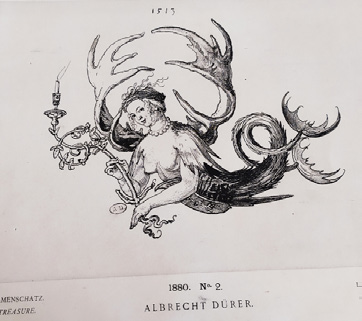 1513
1880. No. 2.
MENSCHATZ.
TREASURE.
ALBRECHT DÜRER.
L